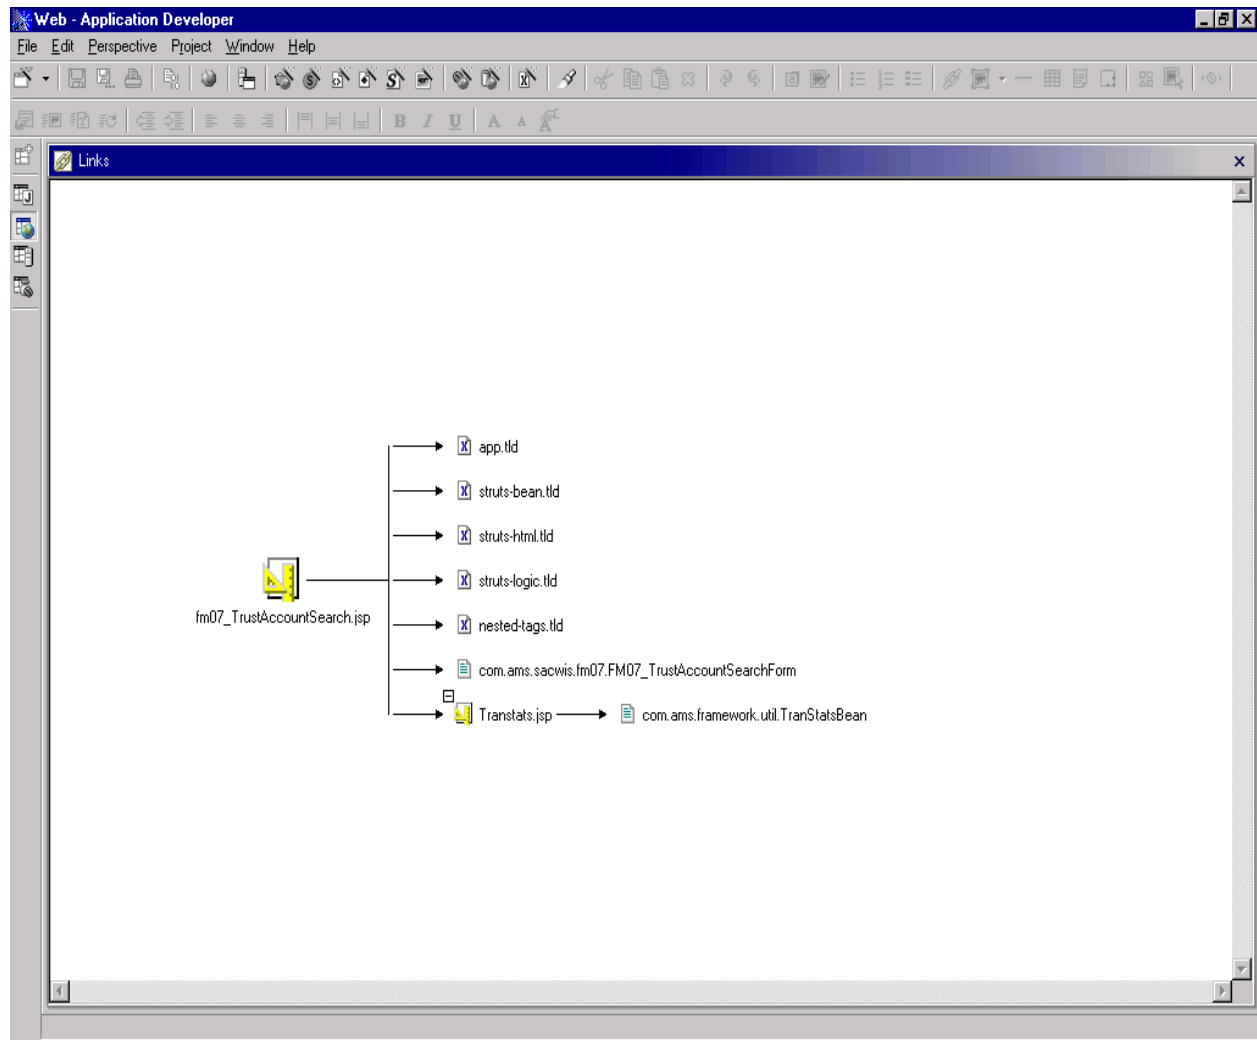 Web - Application Developer
File Edit Perspective Project Window Help
B I U A A
Links
app.tld
struts-bean.tld
struts-html.tld
struts-logic.tld
fm07_TrustAccountSearch.jsp
nested-tags.tld
com.ams.sacwis.fm07.FM07_TrustAccountSearchForm
Transtats.jsp com.ams.framework.util.TranStatsBean